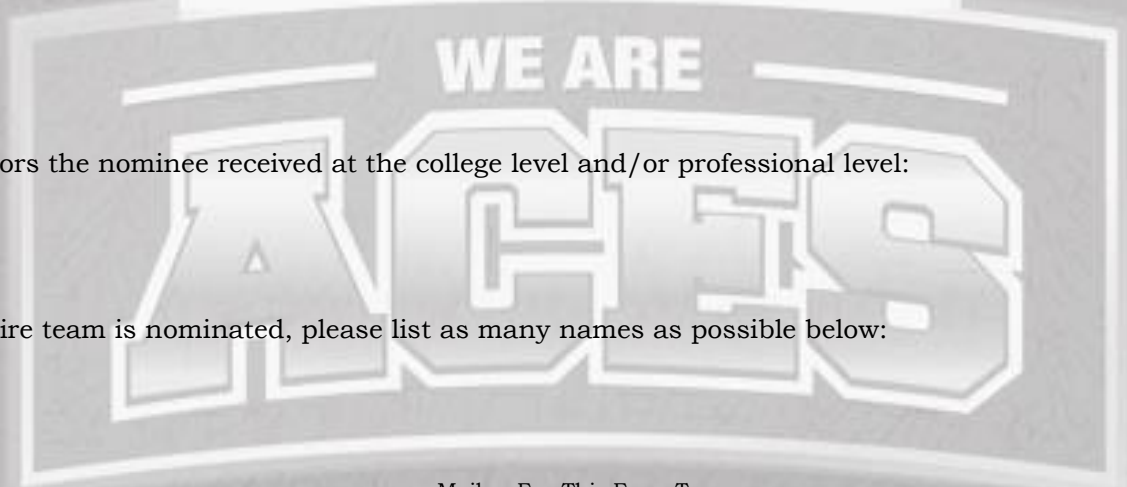 WE ARE
ACES
ors the nominee received at the college level and/or professional level:
ire team is nominated, please list as many names as possible below: